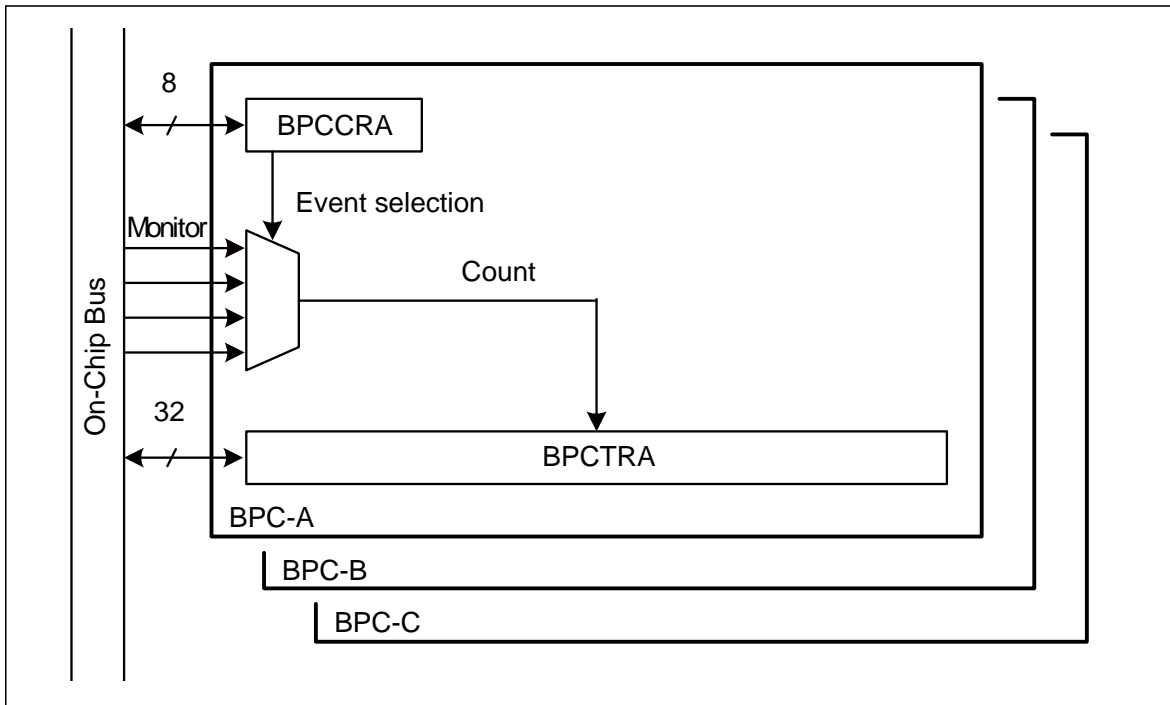 8
BPCCRA
Event selection
Monitor
Count
On-Chip Bus
32
BPCTRA
BPC-A
BPC-B
BPC-C